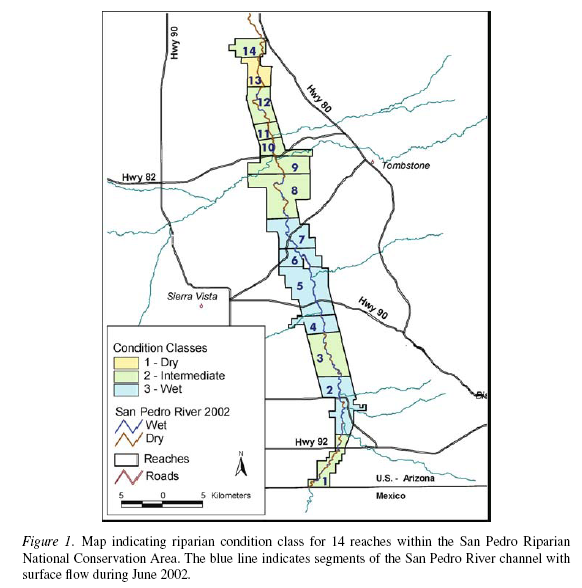 Hwy 90
14
13
Hwy 80
12
11
10
Tombstone
9
Hwy 82
8
7
6
5
Sierra Vista
Hwy 90
4
3
2
Condition Classes
1 - Dry
2 - Intermediate
3 - Wet
San Pedro River 2002
Wet
Dry
Reaches
Roads
N
5 0 5 Kilometers
Hwy 92
1
U.S. - Arizona
Mexico
Figure 1. Map indicating riparian condition class for 14 reaches within the San Pedro Riparian
National Conservation Area. The blue line indicates segments of the San Pedro River channel with
surface flow during June 2002.